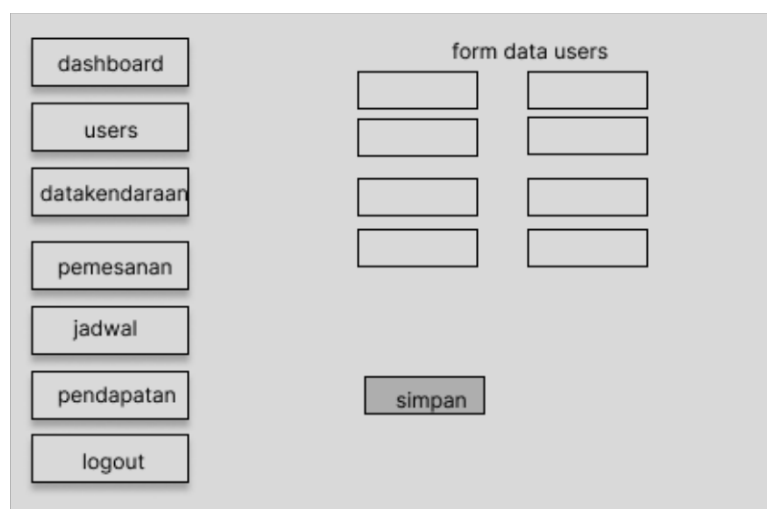 dashboard
users
datakendaraan
pemesanan
jadwal
pendapatan
logout
form data users
simpan